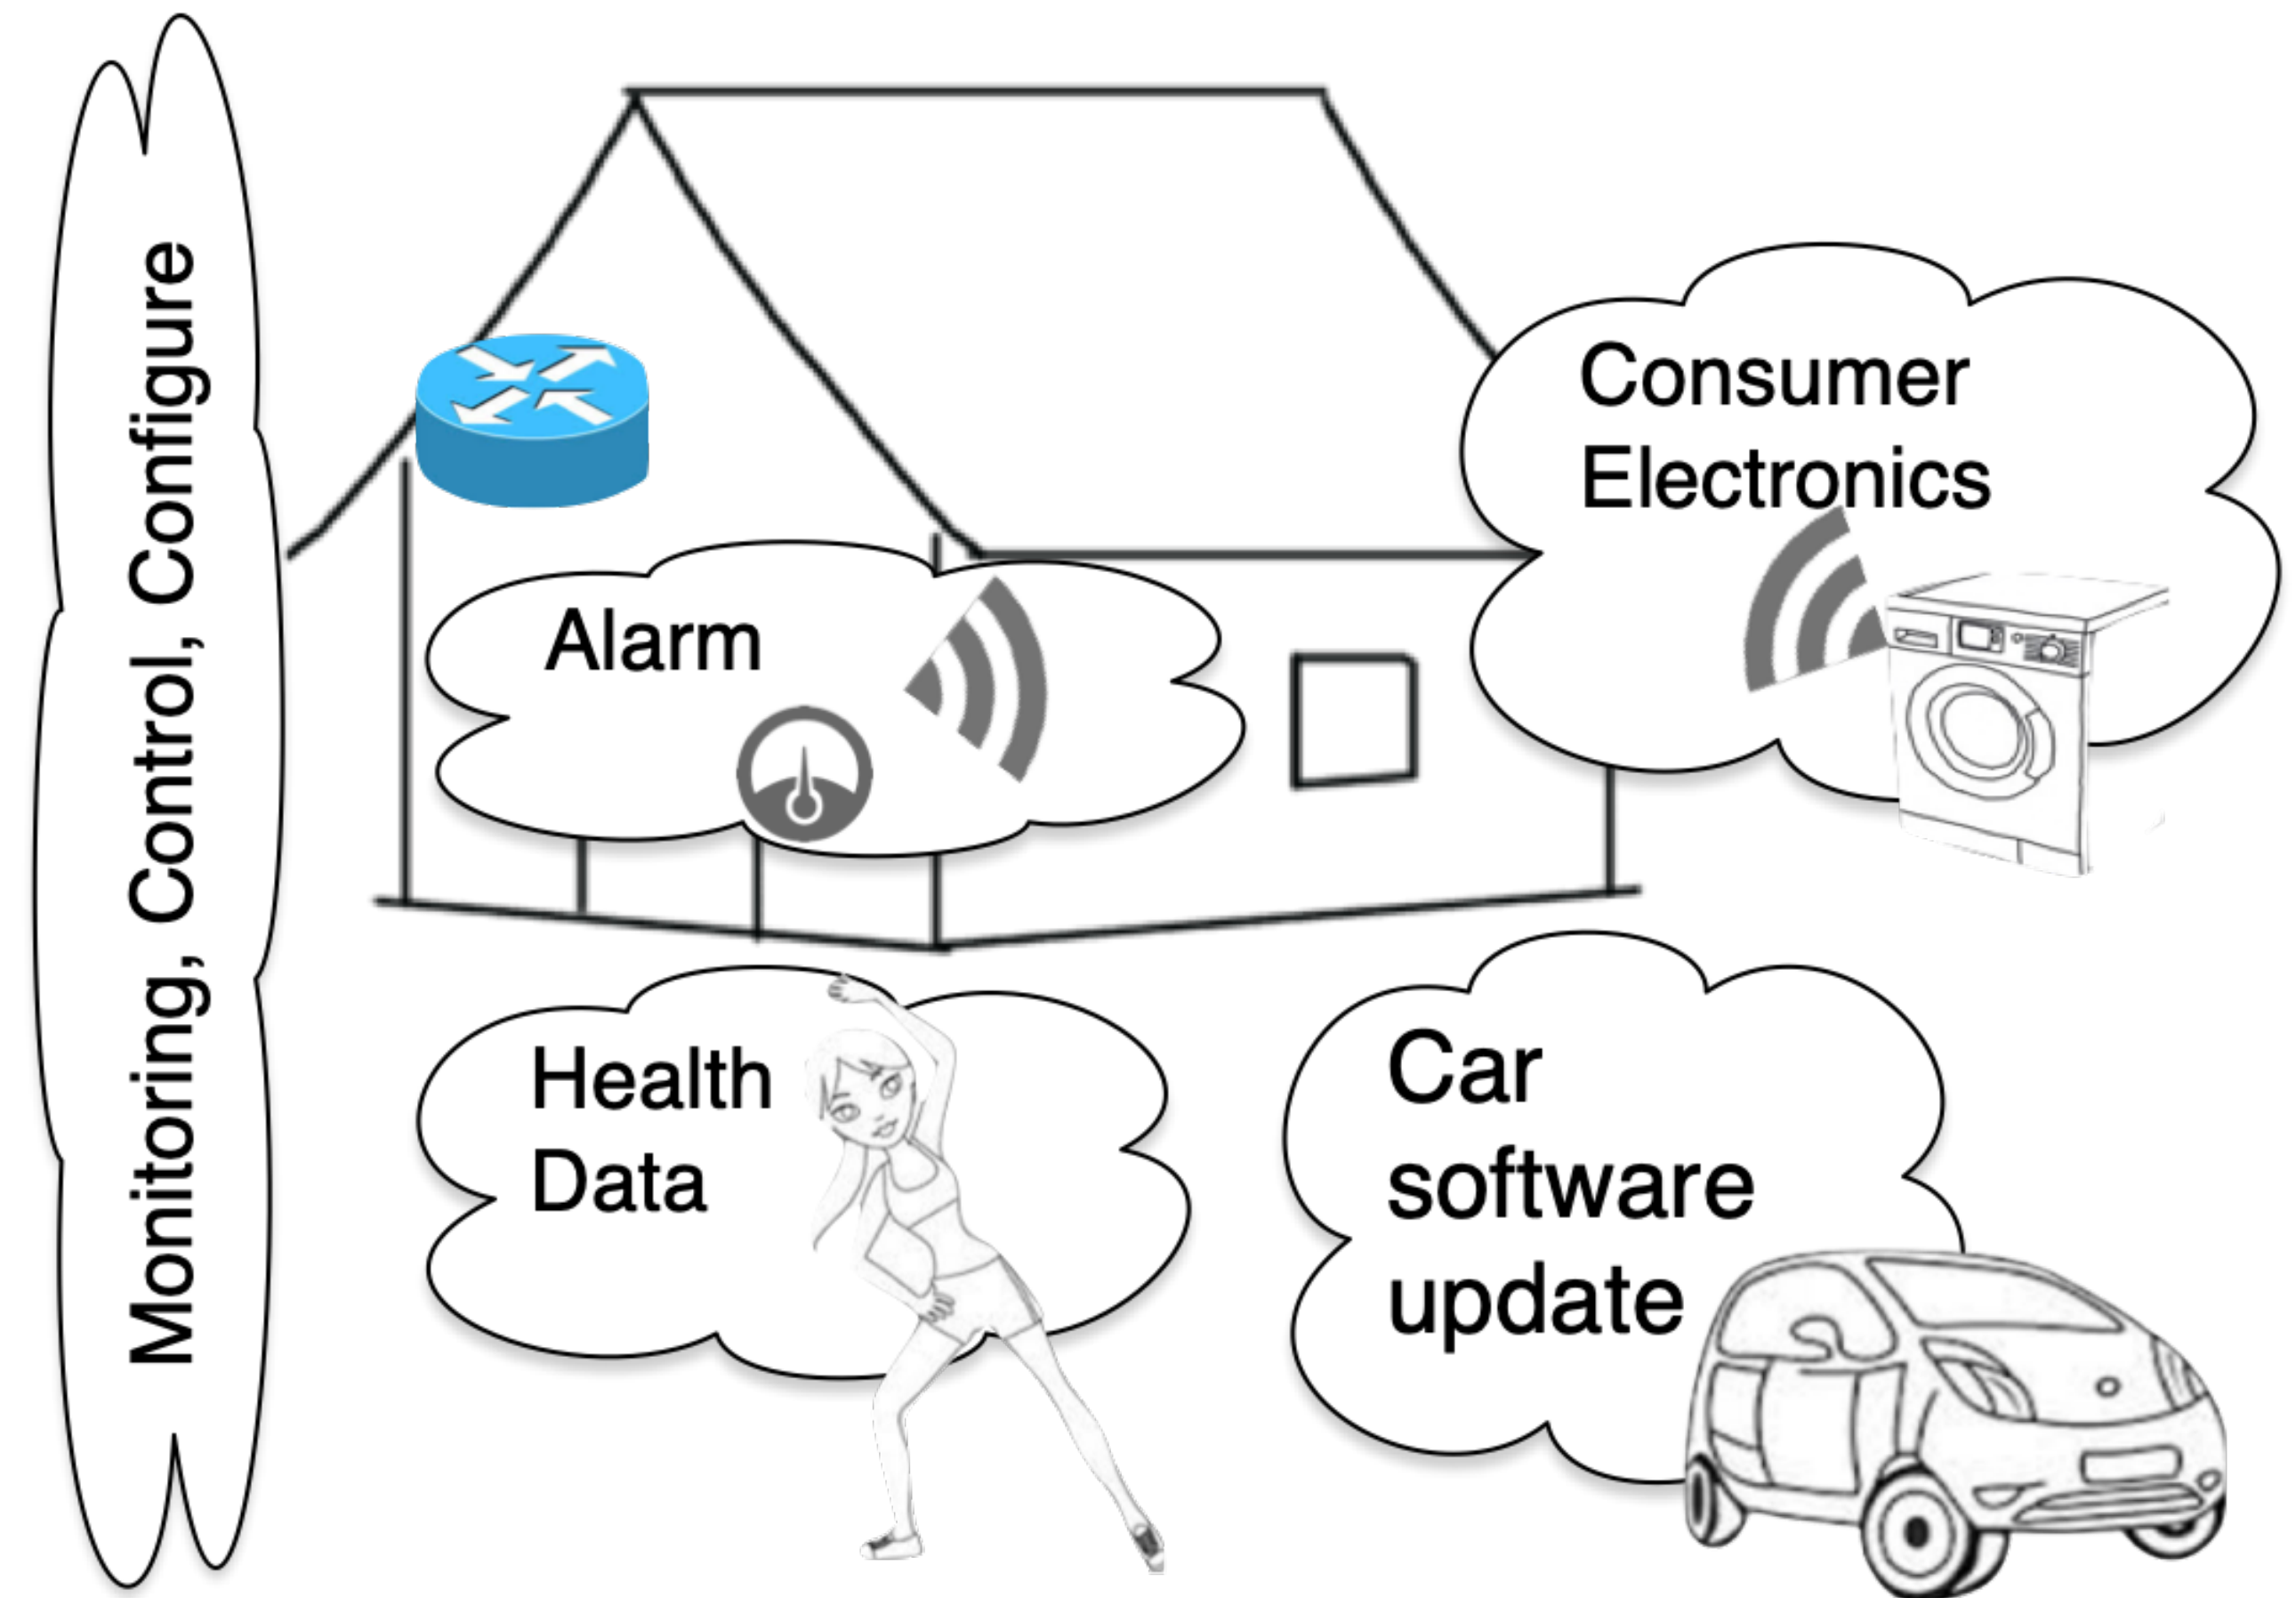 Monitoring, Control, Configure
Consumer
Electronics
Alarm
Health
Data
Car
software
update